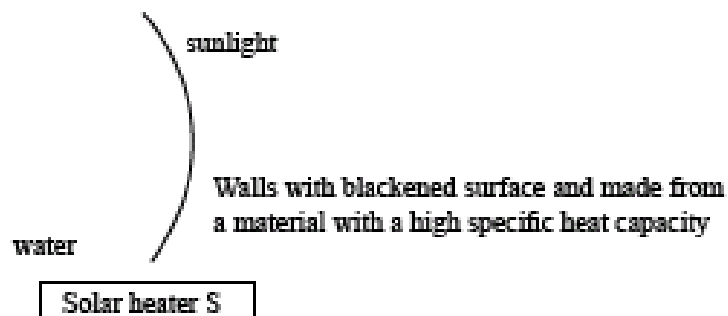 sunlight
Walls with blackened surface and made from
a material with a high specific heat capacity
water
Solar heater S